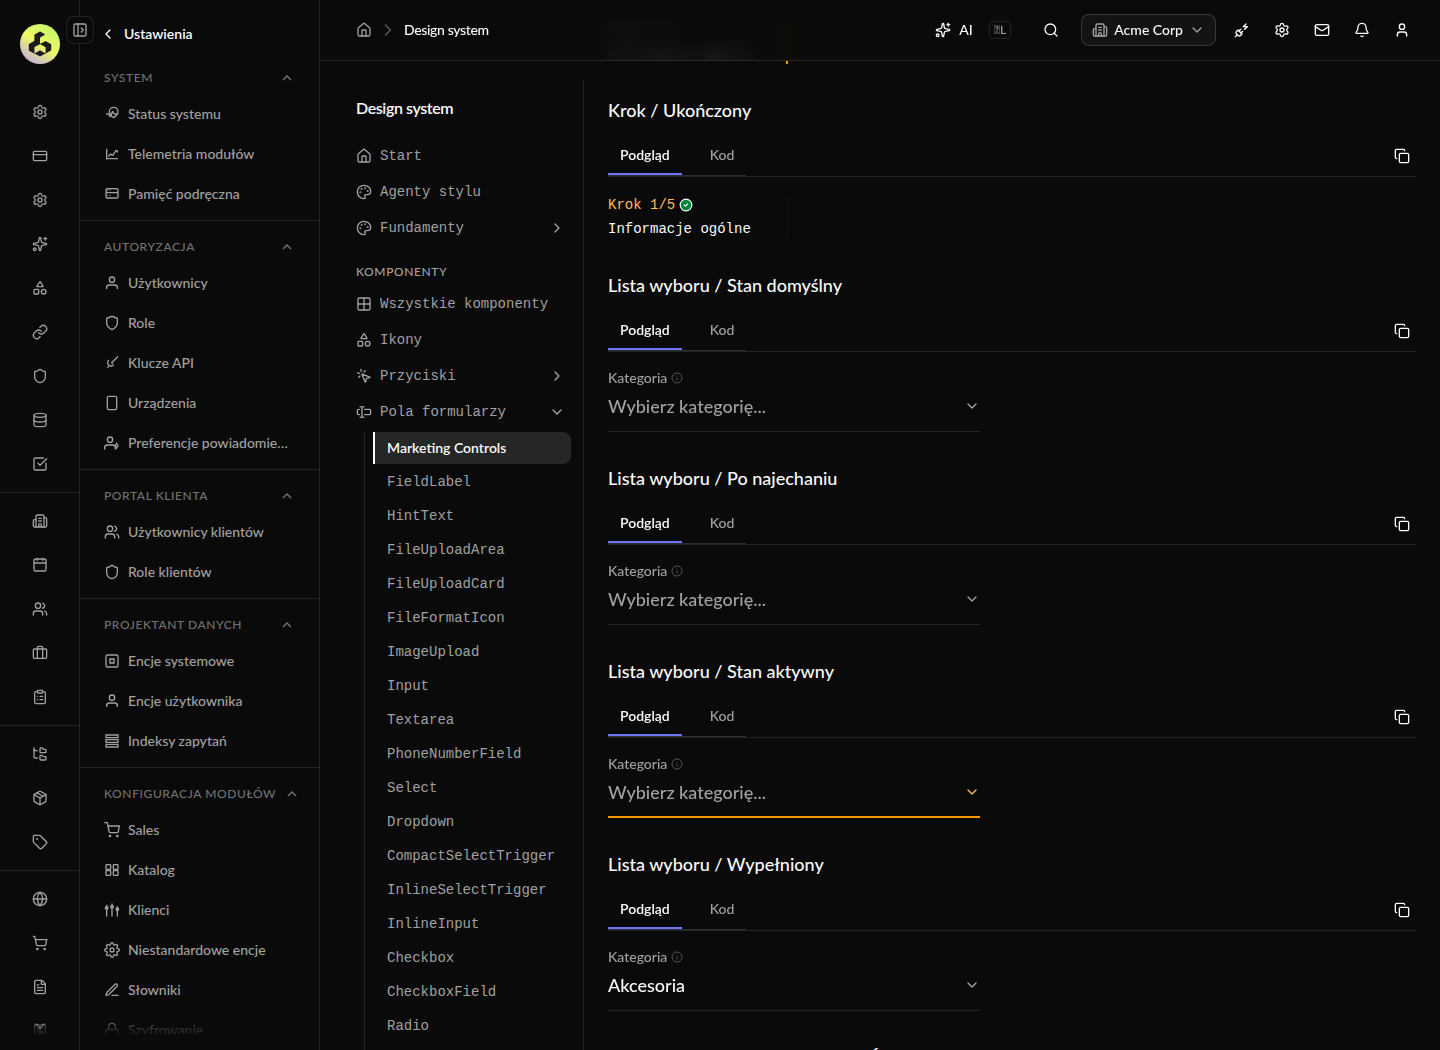 Ustawienia
SYSTEM
Status systemu
Telemetria modułów
Pamięć podręczna
AUTORYZACJA
Użytkownicy
Role
Klucze API
Urządzenia
Preferencje powiadomie...
PORTAL KLIENTA
Użytkownicy klientów
Role klientów
PROJEKTANT DANYCH
Encje systemowe
Encje użytkownika
Indeksy zapytań
KONFIGURACJA MODUŁÓW
Sales
Katalog
Klienci
Niestandardowe encje
Słowniki
Szyfrowanie
Design system
AI
L
Acme Corp
Design system
Start
Agenty stylu
Fundamenty
KOMPONENTY
Wszystkie komponenty
Ikony
Przyciski
Pola formularzy
Marketing Controls
FieldLabel
HintText
FileUploadArea
FileUploadCard
FileFormatIcon
ImageUpload
Input
Textarea
PhoneNumberField
Select
Dropdown
CompactSelectTrigger
InlineSelectTrigger
InlineInput
Checkbox
CheckboxField
Radio
Krok / Ukończony
Podgląd Kod
Krok 1/5
Informacje ogólne
Lista wyboru / Stan domyślny
Podgląd Kod
Kategoria
Wybierz kategorię...
Lista wyboru / Po najechaniu
Podgląd Kod
Kategoria
Wybierz kategorię...
Lista wyboru / Stan aktywny
Podgląd Kod
Kategoria
Wybierz kategorię...
Lista wyboru / Wypełniony
Podgląd Kod
Kategoria
Akcesoria